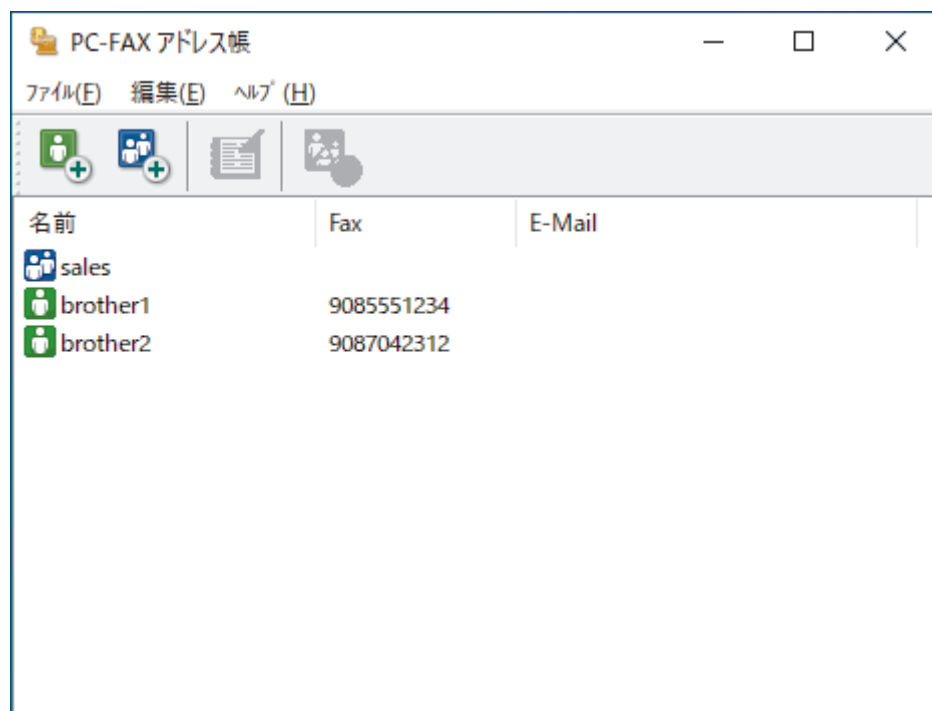 PC-FAX アドレス帳
ファイル(F) 編集(E) ヘルプ(H)
名前 Fax E-Mail
sales
brother1 9085551234
brother2 9087042312